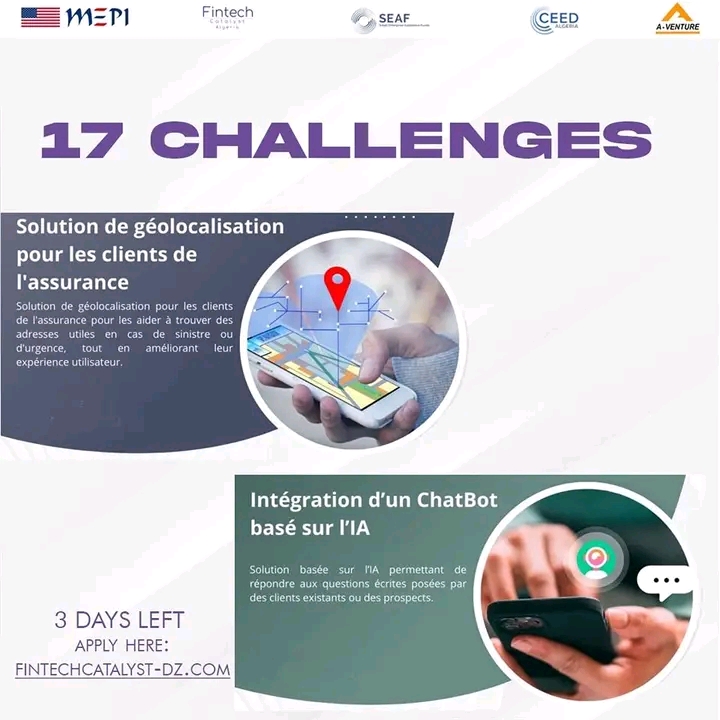 MEPI
Fintech
Catalyst
Algeria
SEAF
CEED
ALGERIA
A-VENTURE
17 CHALLENGES
Solution de géolocalisation
pour les clients de
l'assurance
Solution de géolocalisation pour les clients
de l'assurance pour les aider à trouver des
adresses utiles en cas de sinistre ou
d'urgence, tout en améliorant leur
expérience utilisateur.
Intégration d’un ChatBot
basé sur l’IA
Solution basée sur l’IA permettant de
répondre aux questions écrites posées par
des clients existants ou des prospects.
3 DAYS LEFT
APPLY HERE:
FINTECHCATALYST-DZ.COM